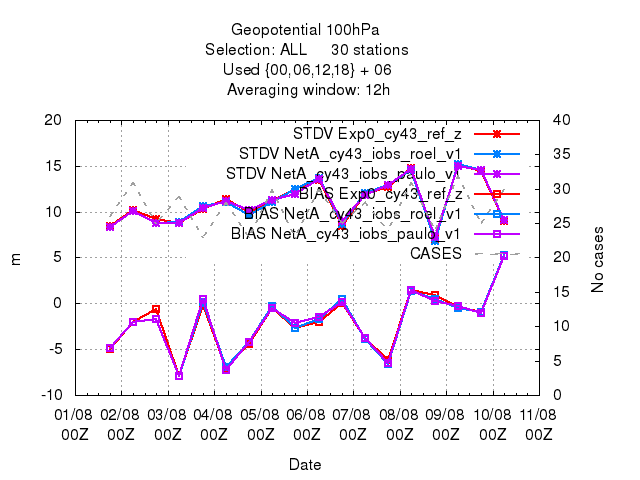 Geopotential 100hPa
Selection: ALL 30 stations
Used {00,06,12,18} + 06
Averaging window: 12h
20 40
STDV Exp0_cy43_ref_z
35
STDV NetA_cy43_iobs_roel_v1
15
STDV NetA_cy43_iobs_paulo_v1
30
BIAS Exp0_cy43_ref_z
10
BIAS NetA_cy43_iobs_roel_v1
25
BIAS NetA_cy43_iobs_paulo_v1
CASES
5 20
m
No cases
0 15
10
-5
5
-10 0
01/08 02/08 03/08 04/08 05/08 06/08 07/08 08/08 09/08 10/08 11/08
00Z 00Z 00Z 00Z 00Z 00Z 00Z 00Z 00Z 00Z 00Z
Date